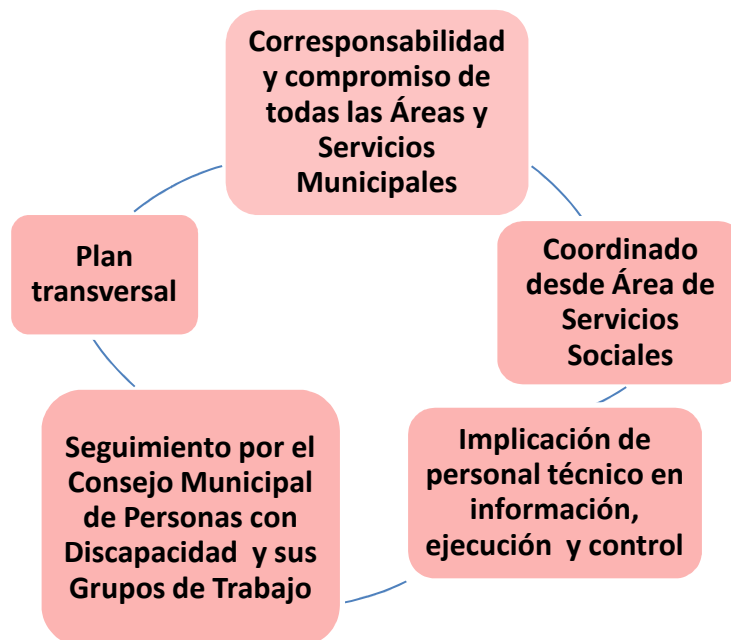 Corresponsabilidad
y compromiso de
todas las Áreas y
Servicios
Municipales
Coordinado
desde Área de
Servicios
Sociales
Implicación de
personal técnico en
información,
ejecución y control
Seguimiento por el
Consejo Municipal
de Personas con
Discapacidad y sus
Grupos de Trabajo
Plan
transversal